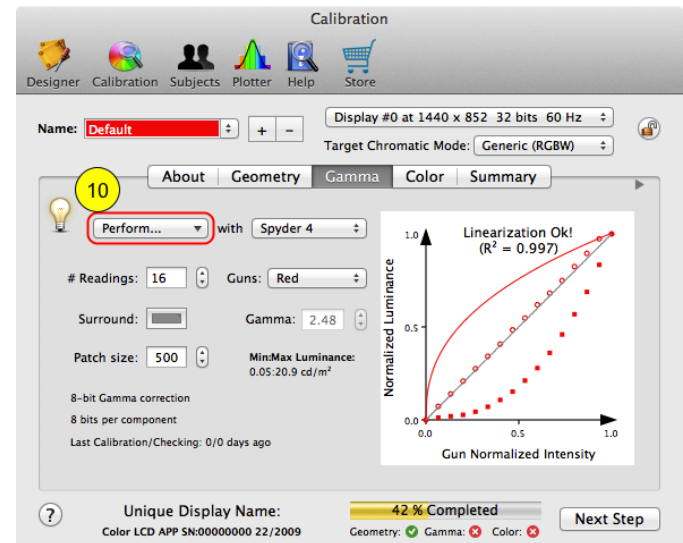 Calibration
Designer Calibration Subjects Plotter Help Store
Name: Default + - Display #0 at 1440 x 852 32 bits 60 Hz
Target Chromatic Mode: Generic (RGBW)
About Geometry Gamma Color Summary
10
Perform... with Spyder 4
# Readings: 16 Guns: Red
Surround: Gamma: 2.48
Patch size: 500 Min:Max Luminance:
0.05:20.9 cd/m²
8-bit Gamma correction
8 bits per component
Last Calibration/Checking: 0/0 days ago
Linearization Ok!
(R² = 0.997)
Normalized Luminance
1.0
0.5
0.0
0.0 0.5 1.0
Gun Normalized Intensity
? Unique Display Name:
Color LCD APP SN:00000000 22/2009
42 % Completed
Geometry: Gamma: Color:
Next Step